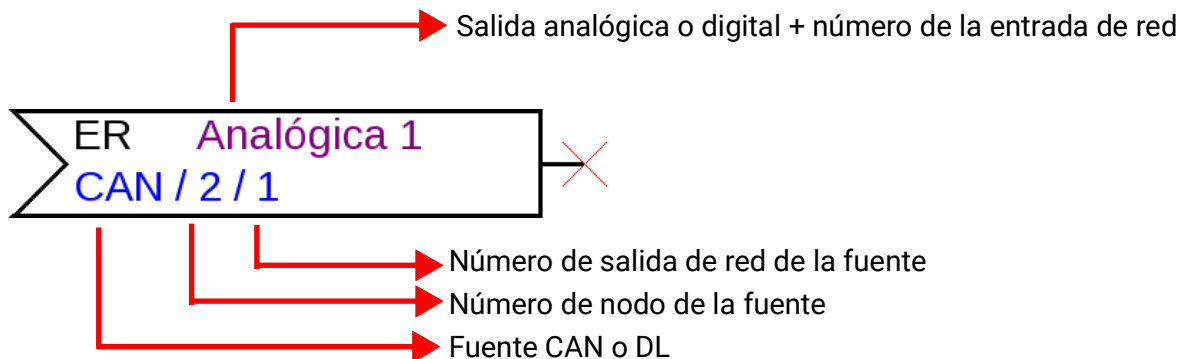 Salida analógica o digital + número de la entrada de red
ER Analógica 1
CAN / 2 / 1
Número de salida de red de la fuente
Número de nodo de la fuente
Fuente CAN o DL